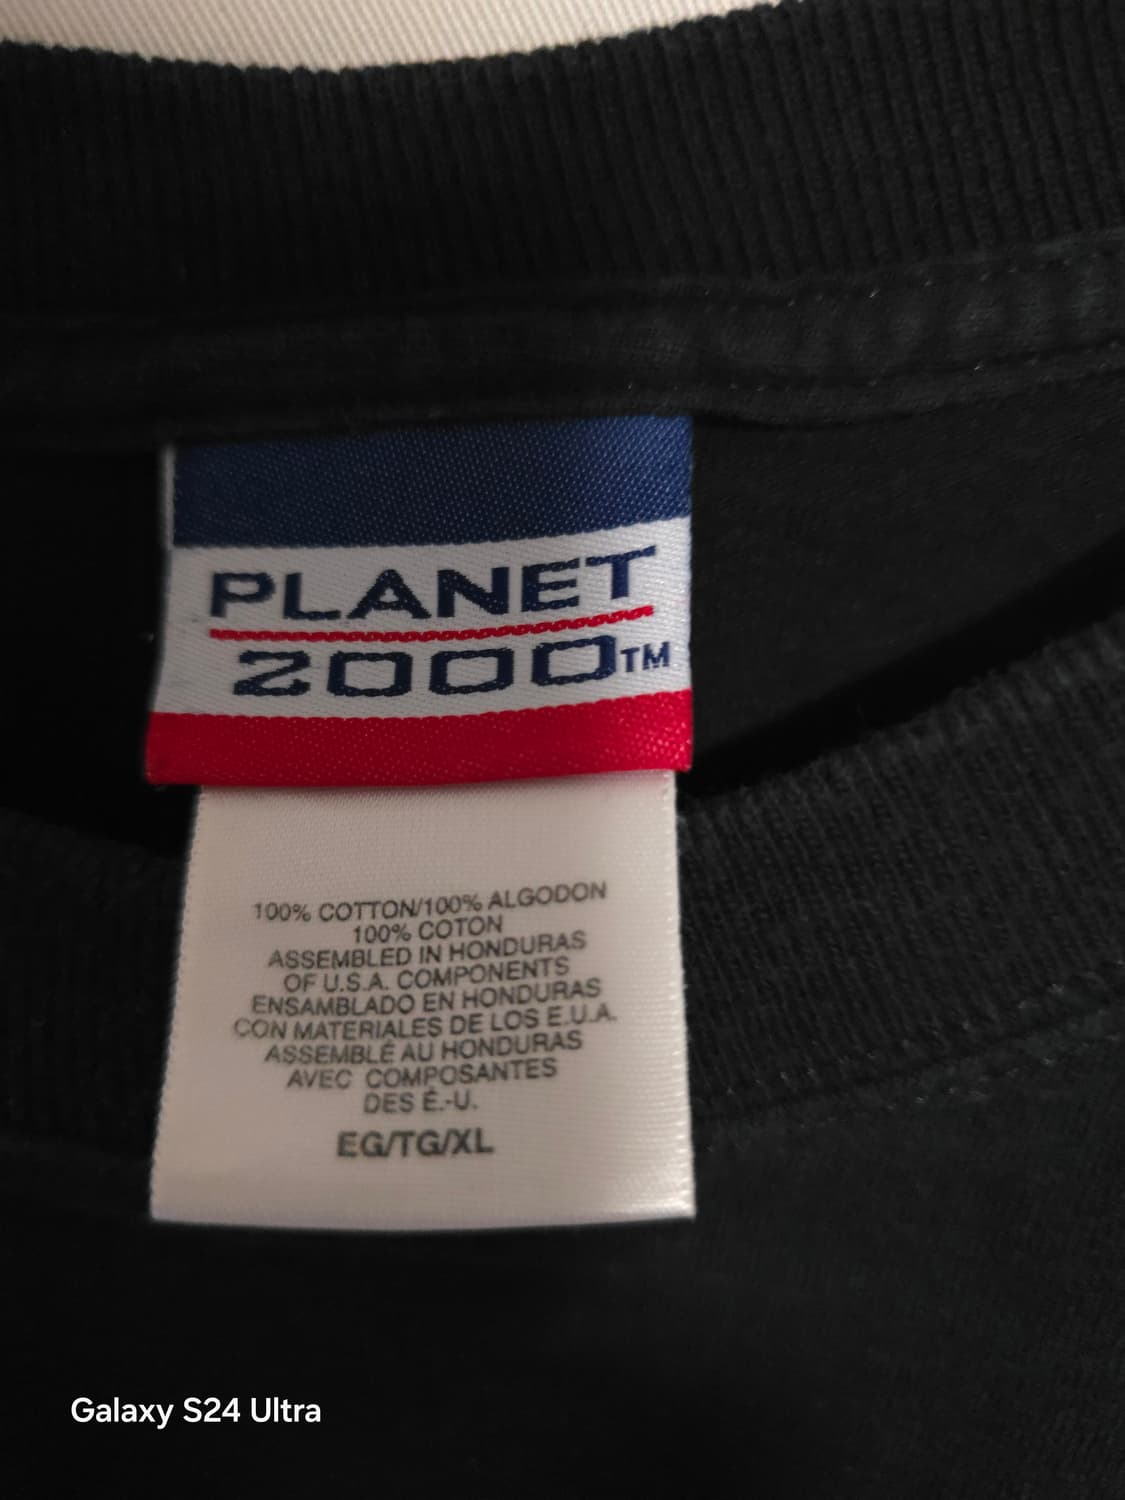 PLANET
2000™
100% COTTON/100% ALGODON
100% COTON
ASSEMBLED IN HONDURAS
OF U.S.A. COMPONENTS
ENSAMBLADO EN HONDURAS
CON MATERIALES DE LOS E.U.A.
ASSEMBLÉ AU HONDURAS
AVEC COMPOSANTES
DES É.-U.
EG/TG/XL
Galaxy S24 Ultra